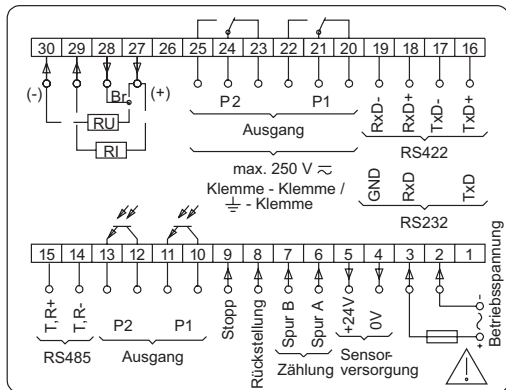 30 29 28 27 26 25 24 23 22 21 20 19 18 17 16
(-) Br (+)
RU
RI
P2 P1
Ausgang
max. 250 V ⏦
Klemme - Klemme /
⏚ - Klemme
RxD- RxD+ TxD- TxD+
RS422
GND RxD TxD
RS232
15 14 13 12 11 10 9 8 7 6 5 4 3 2 1
T,R+ T,R- P2 P1 Stopp Rückstellung Spur B Spur A +24V 0V
RS485 Ausgang Zählung Sensor-
versorgung
- +
Betriebsspannung
!